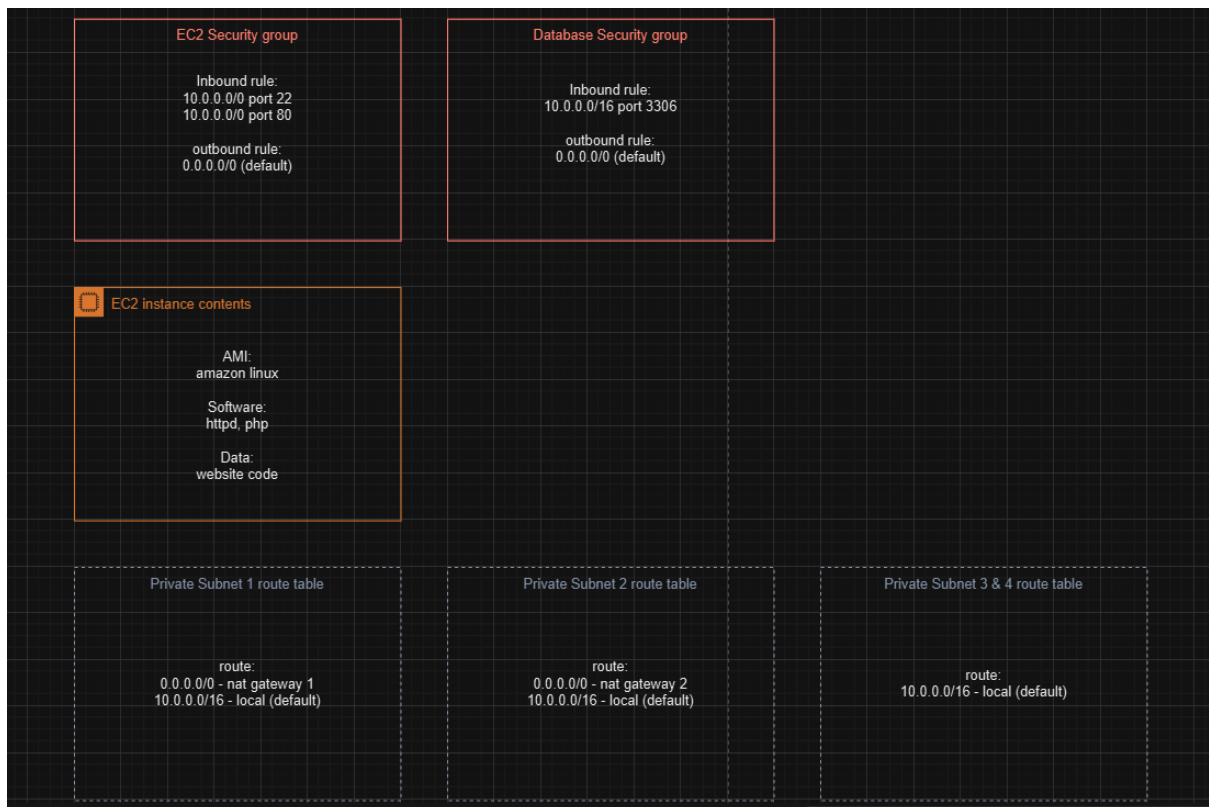 EC2 Security group
Inbound rule:
10.0.0.0/0 port 22
10.0.0.0/0 port 80
outbound rule:
0.0.0.0/0 (default)
Database Security group
Inbound rule:
10.0.0.0/16 port 3306
outbound rule:
0.0.0.0/0 (default)
EC2 instance contents
AMI:
amazon linux
Software:
httpd, php
Data:
website code
Private Subnet 1 route table
route:
0.0.0.0/0 - nat gateway 1
10.0.0.0/16 - local (default)
Private Subnet 2 route table
route:
0.0.0.0/0 - nat gateway 2
10.0.0.0/16 - local (default)
Private Subnet 3 & 4 route table
route:
10.0.0.0/16 - local (default)